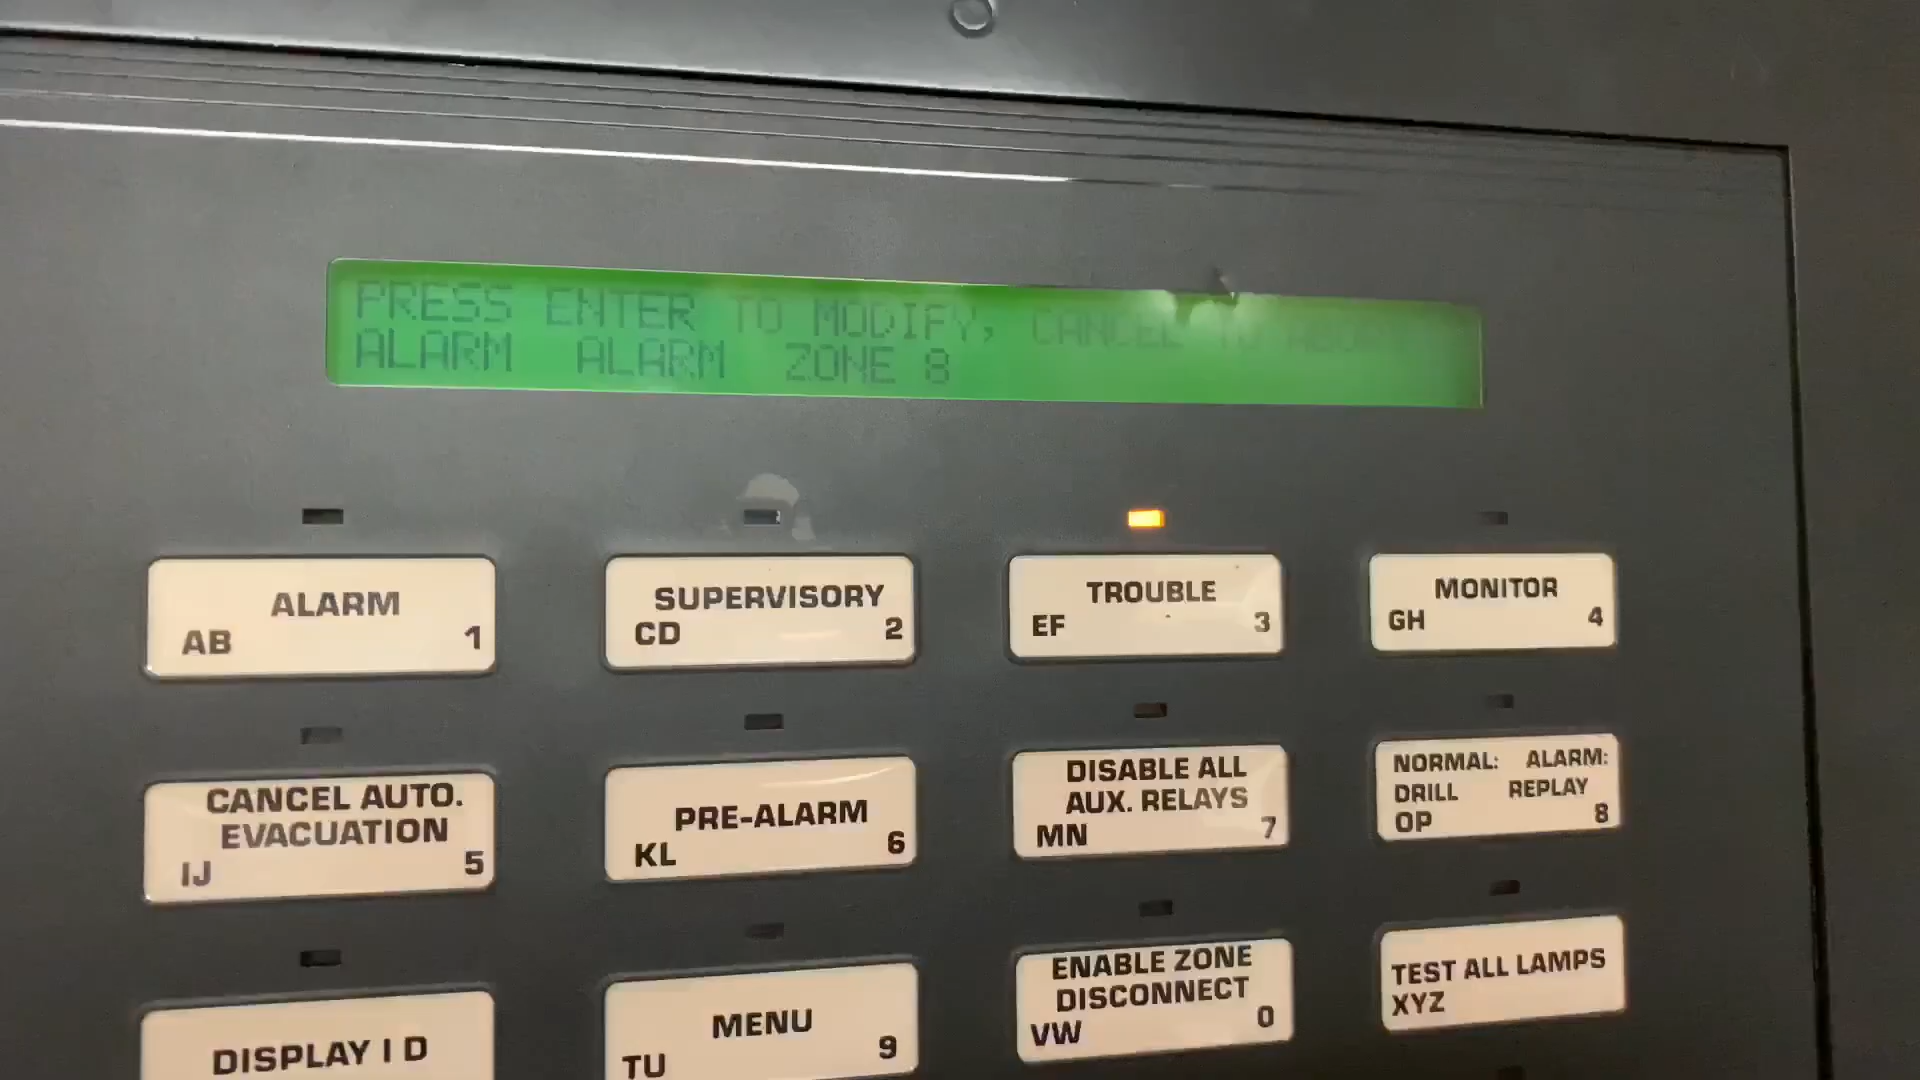 PRESS ENTER TO MODIFY, CANCEL TO ABORT
ALARM ALARM ZONE 8
ALARM
AB 1
SUPERVISORY
CD 2
TROUBLE
EF 3
MONITOR
GH 4
CANCEL AUTO.
EVACUATION
IJ 5
PRE-ALARM
KL 6
DISABLE ALL
AUX. RELAYS
MN 7
NORMAL: ALARM:
DRILL REPLAY
OP 8
DISPLAY I D
MENU
TU 9
ENABLE ZONE
DISCONNECT
VW 0
TEST ALL LAMPS
XYZ